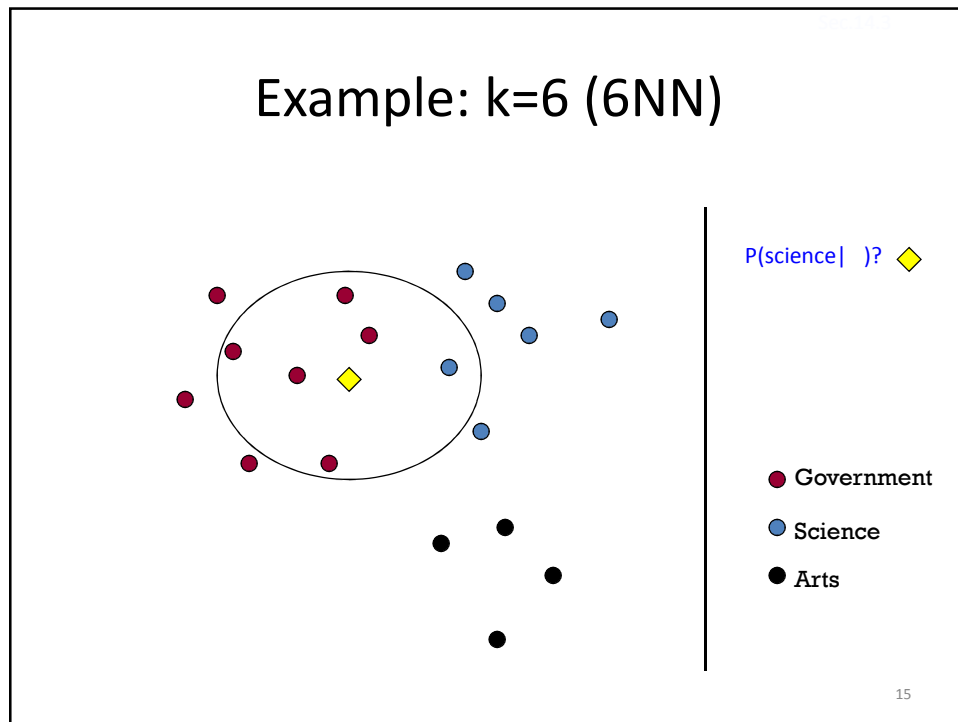 Example: k=6 (6NN)
P(science| )?
Government
Science
Arts
15